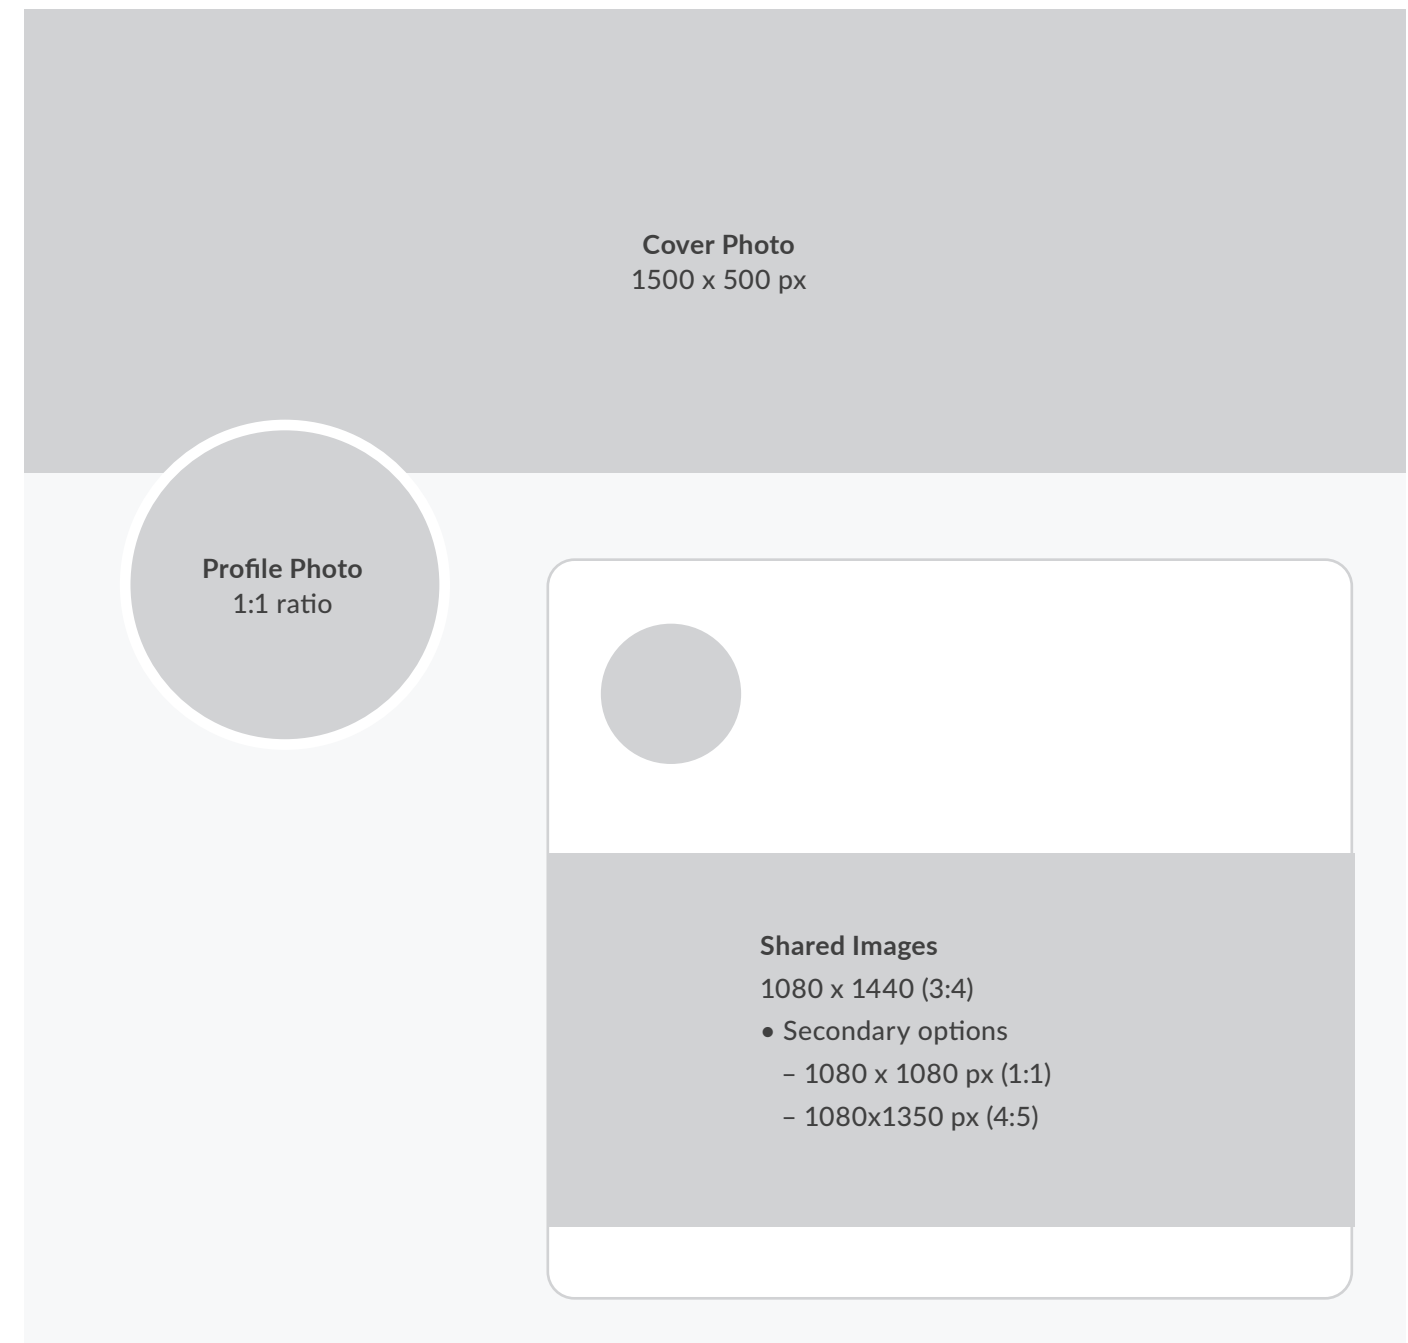 Cover Photo
1500 x 500 px
Profile Photo
1:1 ratio
Shared Images
1080 x 1440 (3:4)
• Secondary options
– 1080 x 1080 px (1:1)
– 1080x1350 px (4:5)